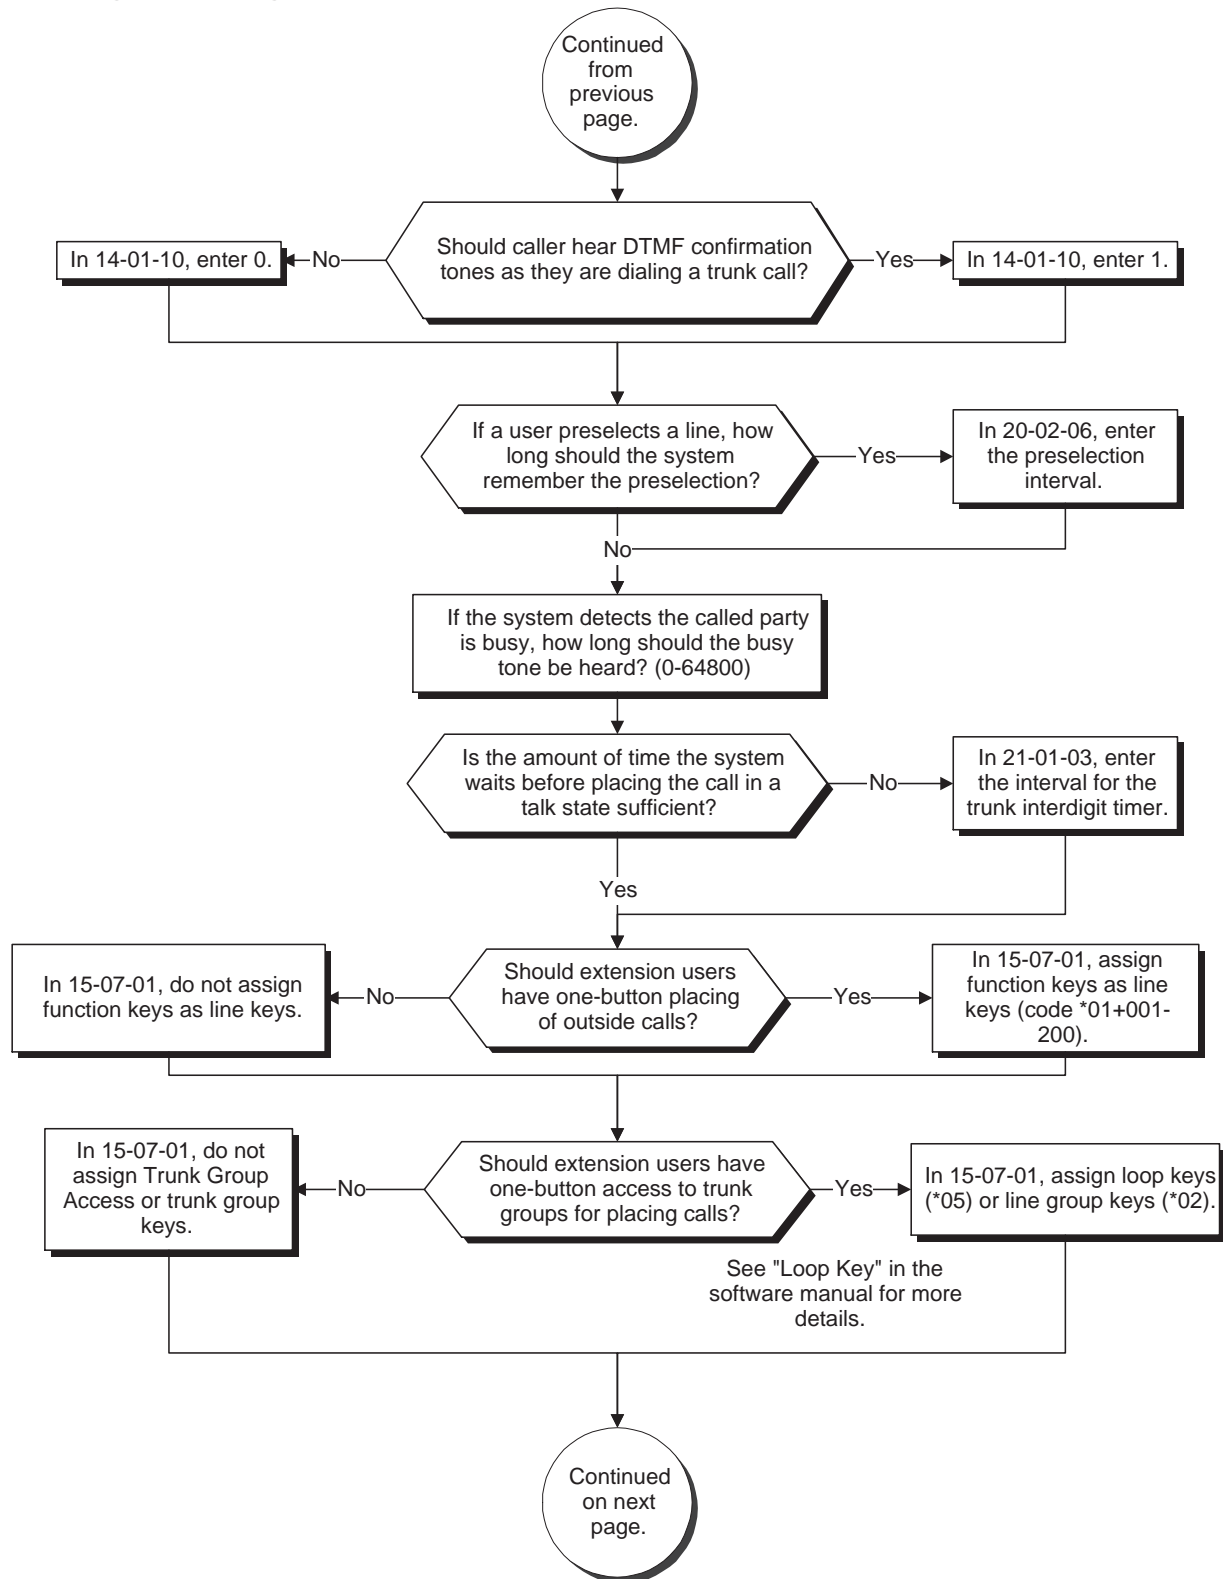 Continued
from
previous
page.
Should caller hear DTMF confirmation
tones as they are dialing a trunk call?
No
In 14-01-10, enter 0.
Yes
In 14-01-10, enter 1.
If a user preselects a line, how
long should the system
remember the preselection?
Yes
In 20-02-06, enter
the preselection
interval.
No
If the system detects the called party
is busy, how long should the busy
tone be heard? (0-64800)
Is the amount of time the system
waits before placing the call in a
talk state sufficient?
No
In 21-01-03, enter
the interval for the
trunk interdigit timer.
Yes
Should extension users
have one-button placing
of outside calls?
No
In 15-07-01, do not assign
function keys as line keys.
Yes
In 15-07-01, assign
function keys as line
keys (code *01+001-
200).
Should extension users have
one-button access to trunk
groups for placing calls?
No
In 15-07-01, do not
assign Trunk Group
Access or trunk group
keys.
Yes
In 15-07-01, assign loop keys
(*05) or line group keys (*02).
See "Loop Key" in the
software manual for more
details.
Continued
on next
page.